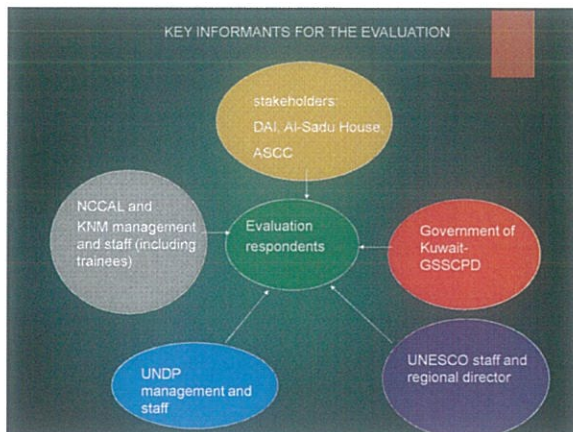 KEY INFORMANTS FOR THE EVALUATION
stakeholders:
DAI, Al-Sadu House,
ASCC
NCCAL and
KNM management
and staff (including
trainees)
Evaluation
respondents
Government of
Kuwait-
GSSCPD
UNDP
management and
staff
UNESCO staff and
regional director